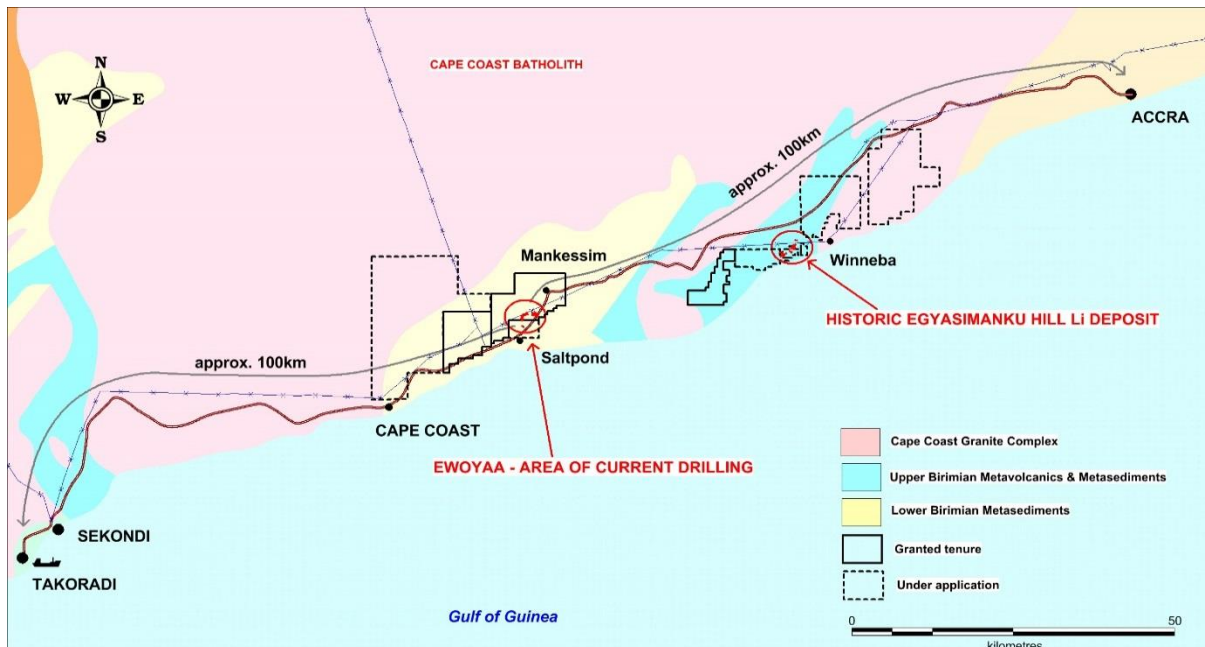 CAPE COAST BATHOLITH
N
W
E
S
ACCRA
approx. 100km
Mankessim
Winneba
HISTORIC EGYASIMANKU HILL Li DEPOSIT
Saltpond
approx. 100km
CAPE COAST
EWOYAA - AREA OF CURRENT DRILLING
Cape Coast Granite Complex
Upper Birimian Metavolcanics & Metasediments
Lower Birimian Metasediments
Granted tenure
Under application
SEKONDI
TAKORADI
Gulf of Guinea
0
50
kilometres